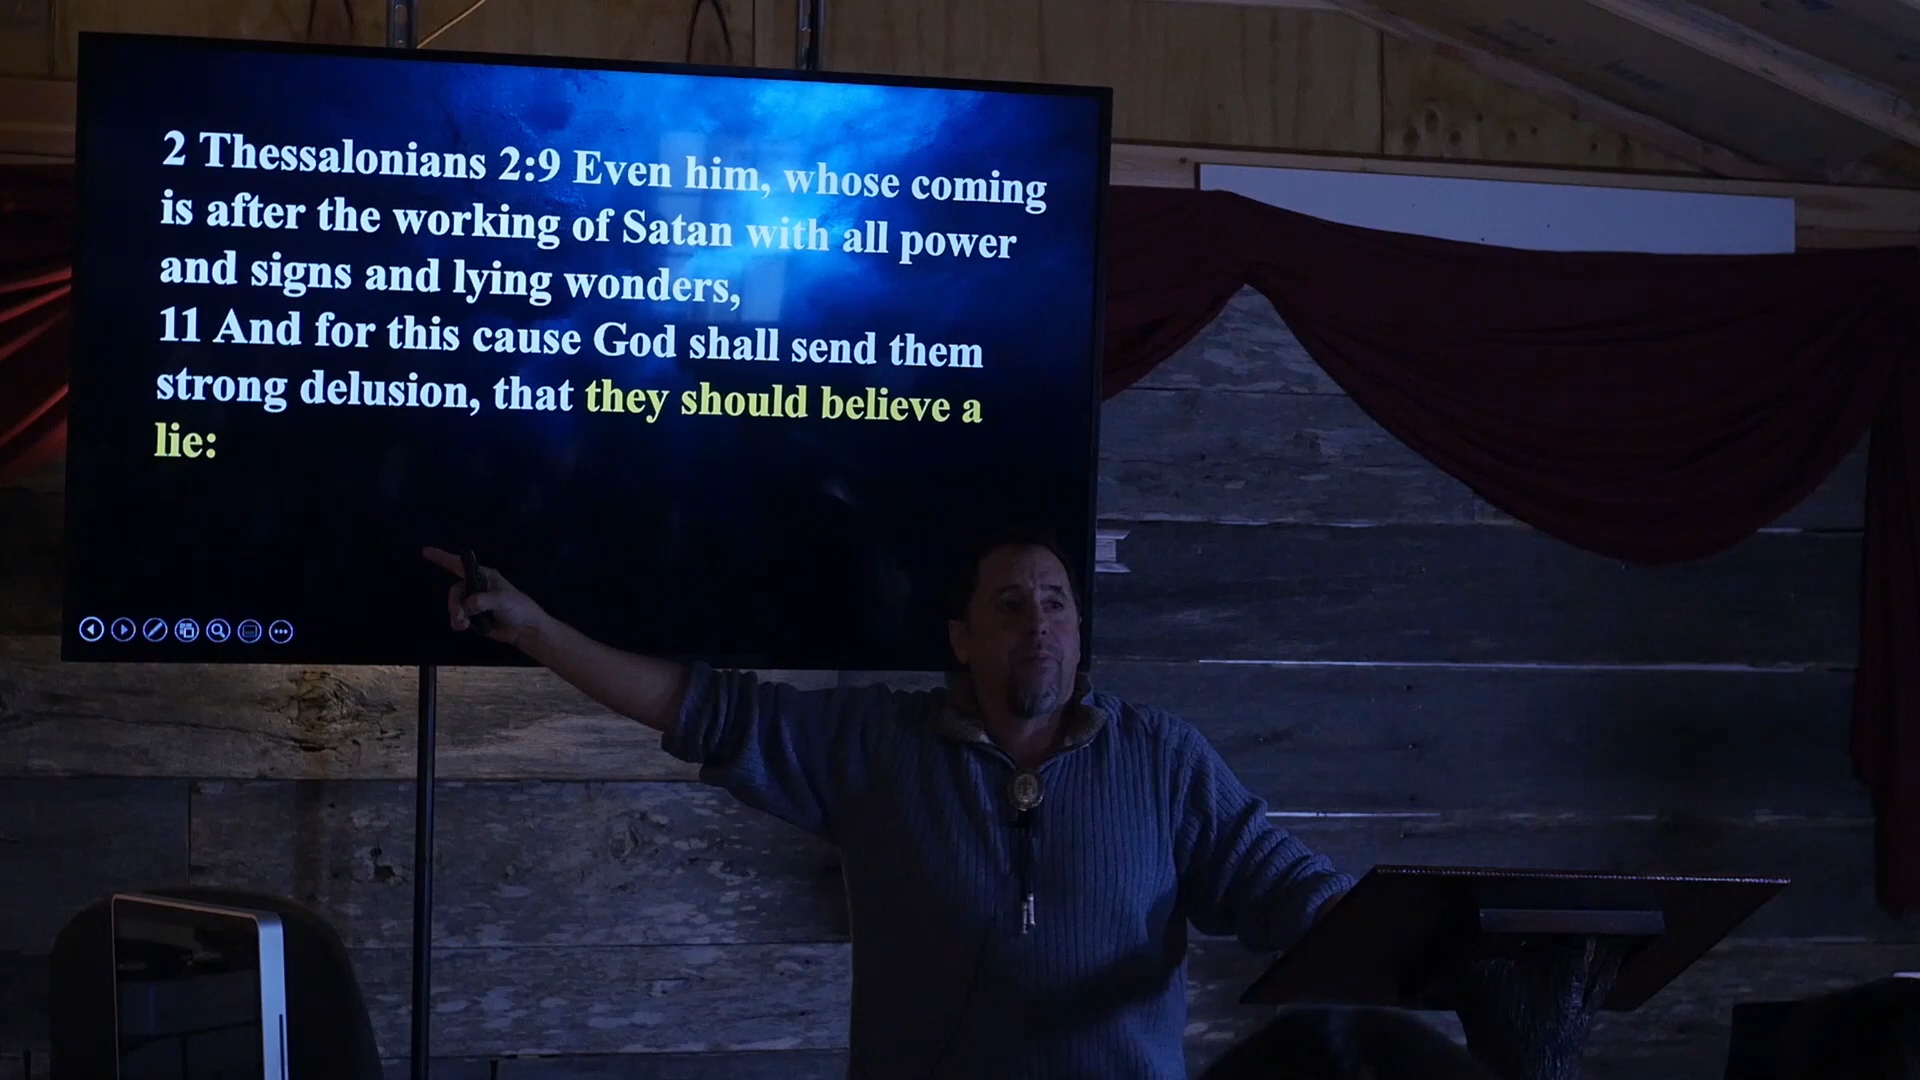 2 Thessalonians 2:9 Even him, whose coming
is after the working of Satan with all power
and signs and lying wonders,
11 And for this cause God shall send them
strong delusion, that they should believe a
lie: